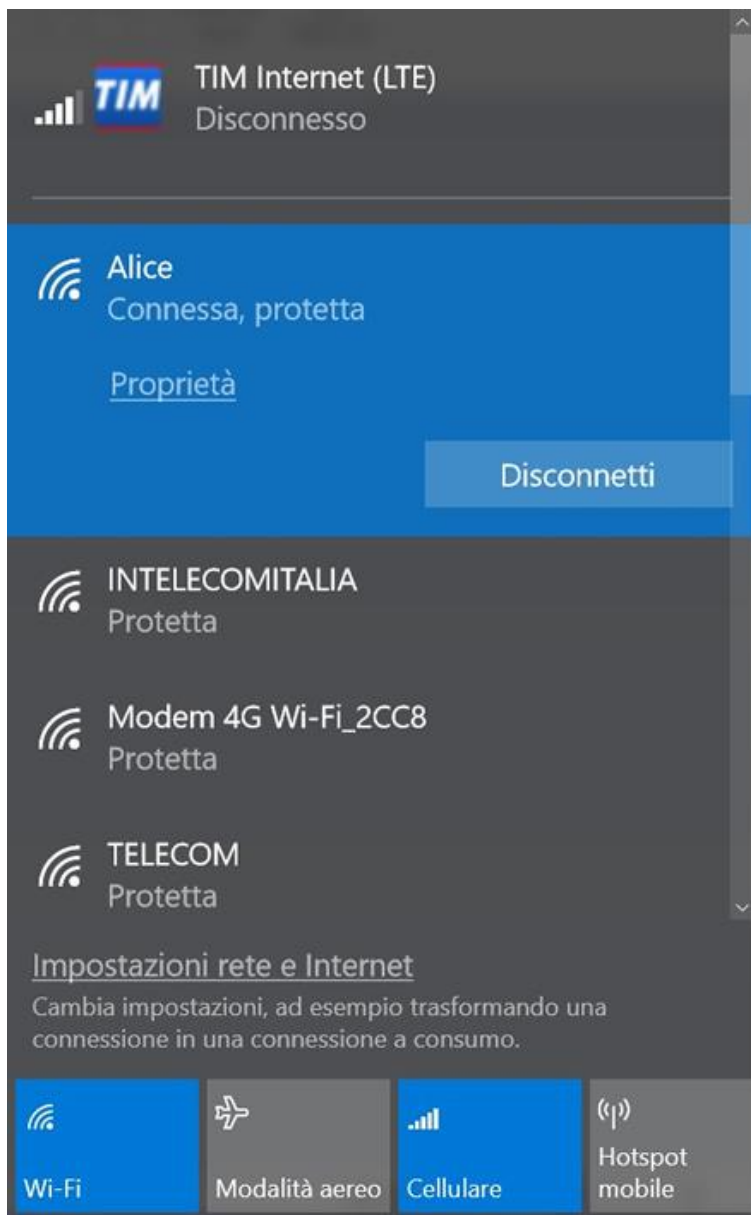 TIM
TIM Internet (LTE)
Disconnesso
Alice
Connessa, protetta
Proprietà
Disconnetti
INTELECOMITALIA
Protetta
Modem 4G Wi-Fi_2CC8
Protetta
TELECOM
Protetta
Impostazioni rete e Internet
Cambia impostazioni, ad esempio trasformando una
connessione in una connessione a consumo.
Wi-Fi
Modalità aereo
Cellulare
Hotspot
mobile